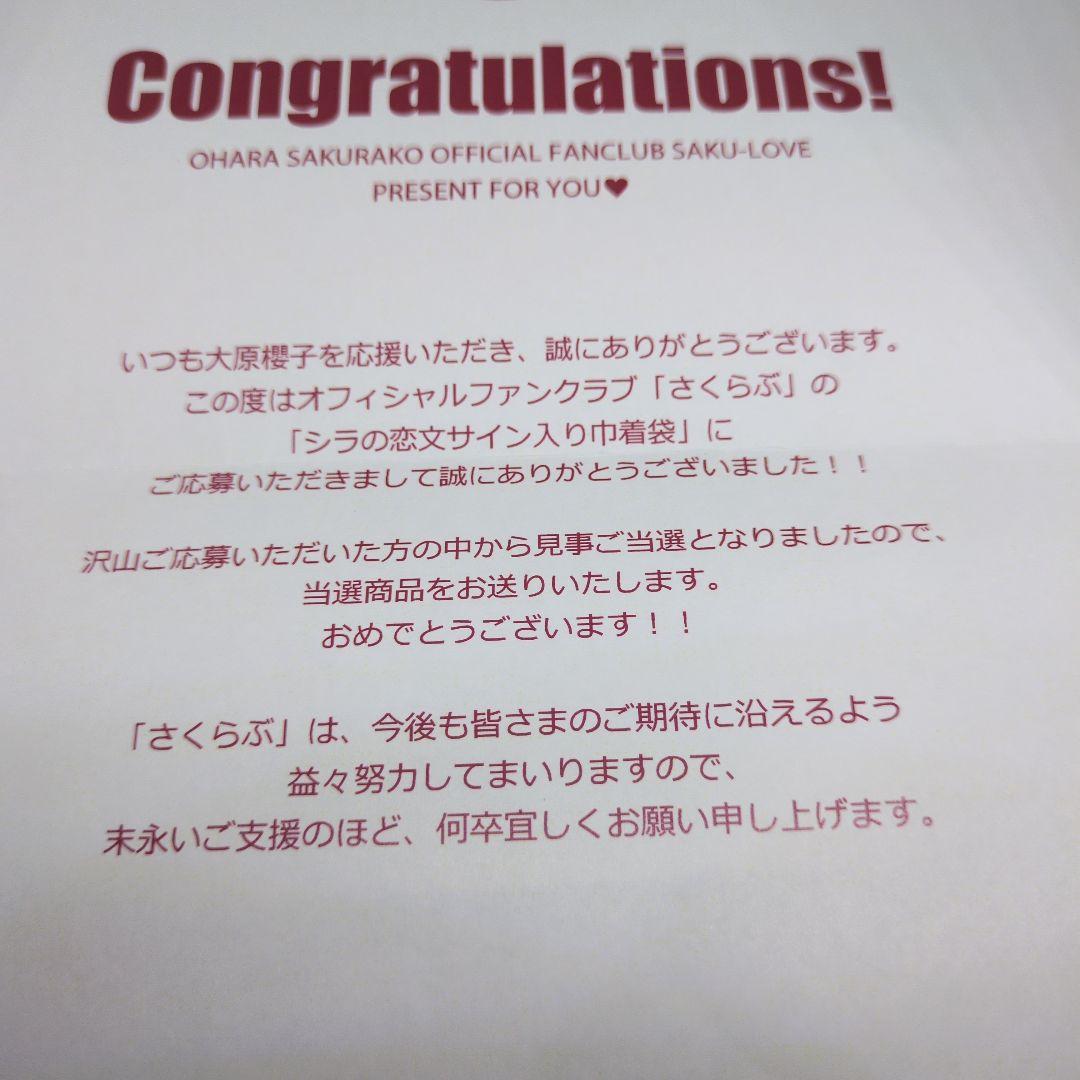 Congratulations!
OHARA SAKURAKO OFFICIAL FANCLUB SAKU-LOVE
PRESENT FOR YOU♥
いつも大原櫻子を応援いただき、誠にありがとうございます。
この度はオフィシャルファンクラブ「さくらぶ」の
「シラの恋文サイン入り巾着袋」に
ご応募いただきまして誠にありがとうございました！！
沢山ご応募いただいた方の中から見事ご当選となりましたので、
当選商品をお送りいたします。
おめでとうございます！！
「さくらぶ」は、今後も皆さまのご期待に沿えるよう
益々努力してまいりますので、
末永いご支援のほど、何卒宜しくお願い申し上げます。